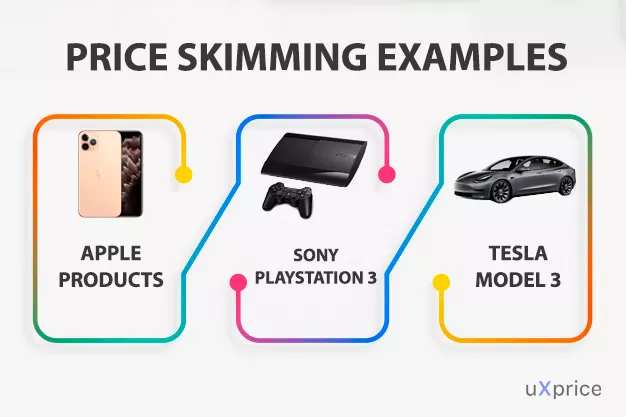 PRICE SKIMMING EXAMPLES
APPLE
PRODUCTS
SONY
PLAYSTATION 3
TESLA
MODEL 3
uXprice